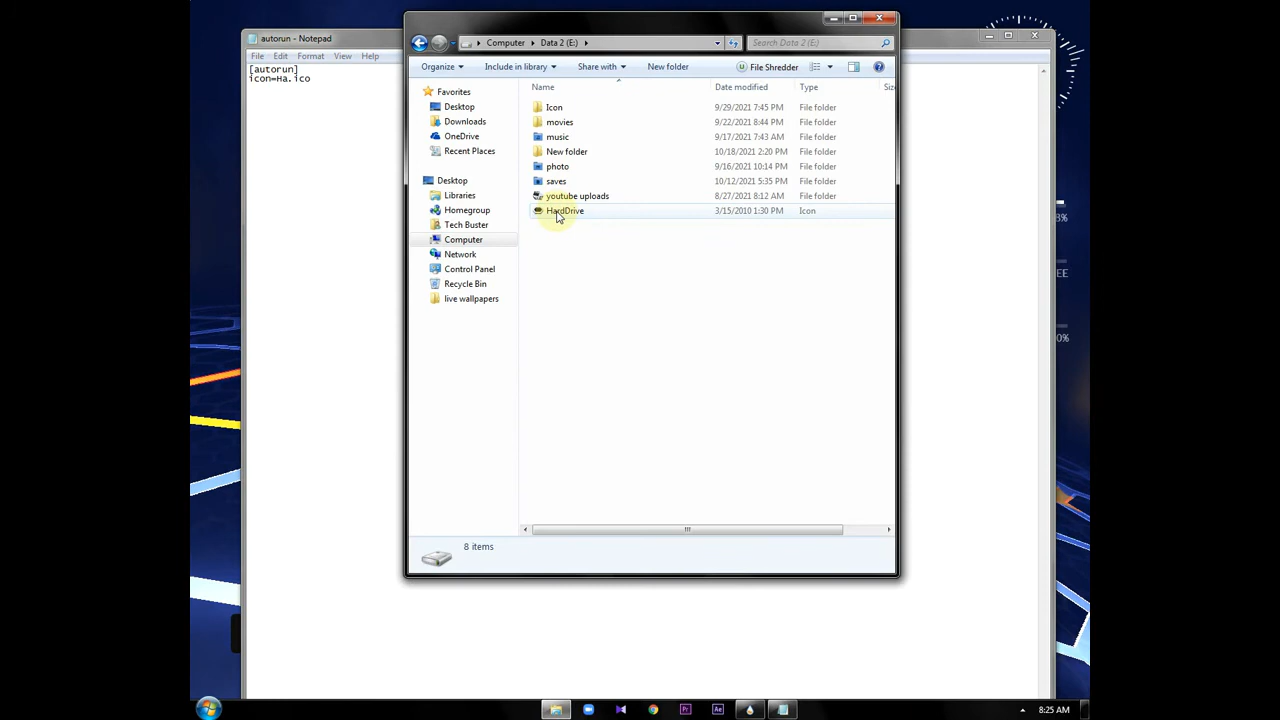 autorun - Notepad
File Edit Format View Help
[autorun]
icon=Ha.ico
Computer Data 2 (E:)
Search Data 2 (E:)
Organize Include in library Share with New folder File Shredder
Name Date modified Type Siz
Favorites
Desktop
Downloads
OneDrive
Recent Places
Desktop
Libraries
Homegroup
Tech Buster
Computer
Network
Control Panel
Recycle Bin
live wallpapers
Icon 9/29/2021 7:45 PM File folder
movies 9/22/2021 8:44 PM File folder
music 9/17/2021 7:43 AM File folder
New folder 10/18/2021 2:20 PM File folder
photo 9/16/2021 10:14 PM File folder
saves 10/12/2021 5:35 PM File folder
youtube uploads 8/27/2021 8:12 AM File folder
HardDrive 3/15/2010 1:30 PM Icon
8 items
Pr
Ae
8:25 AM